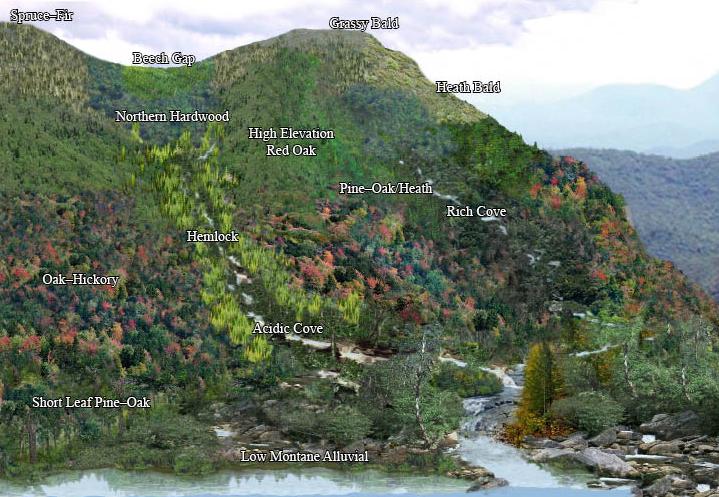 Spruce–Fir
Grassy Bald
Beech Gap
Heath Bald
Northern Hardwood
High Elevation
Red Oak
Pine–Oak/Heath
Rich Cove
Hemlock
Oak–Hickory
Acidic Cove
Short Leaf Pine–Oak
Low Montane Alluvial